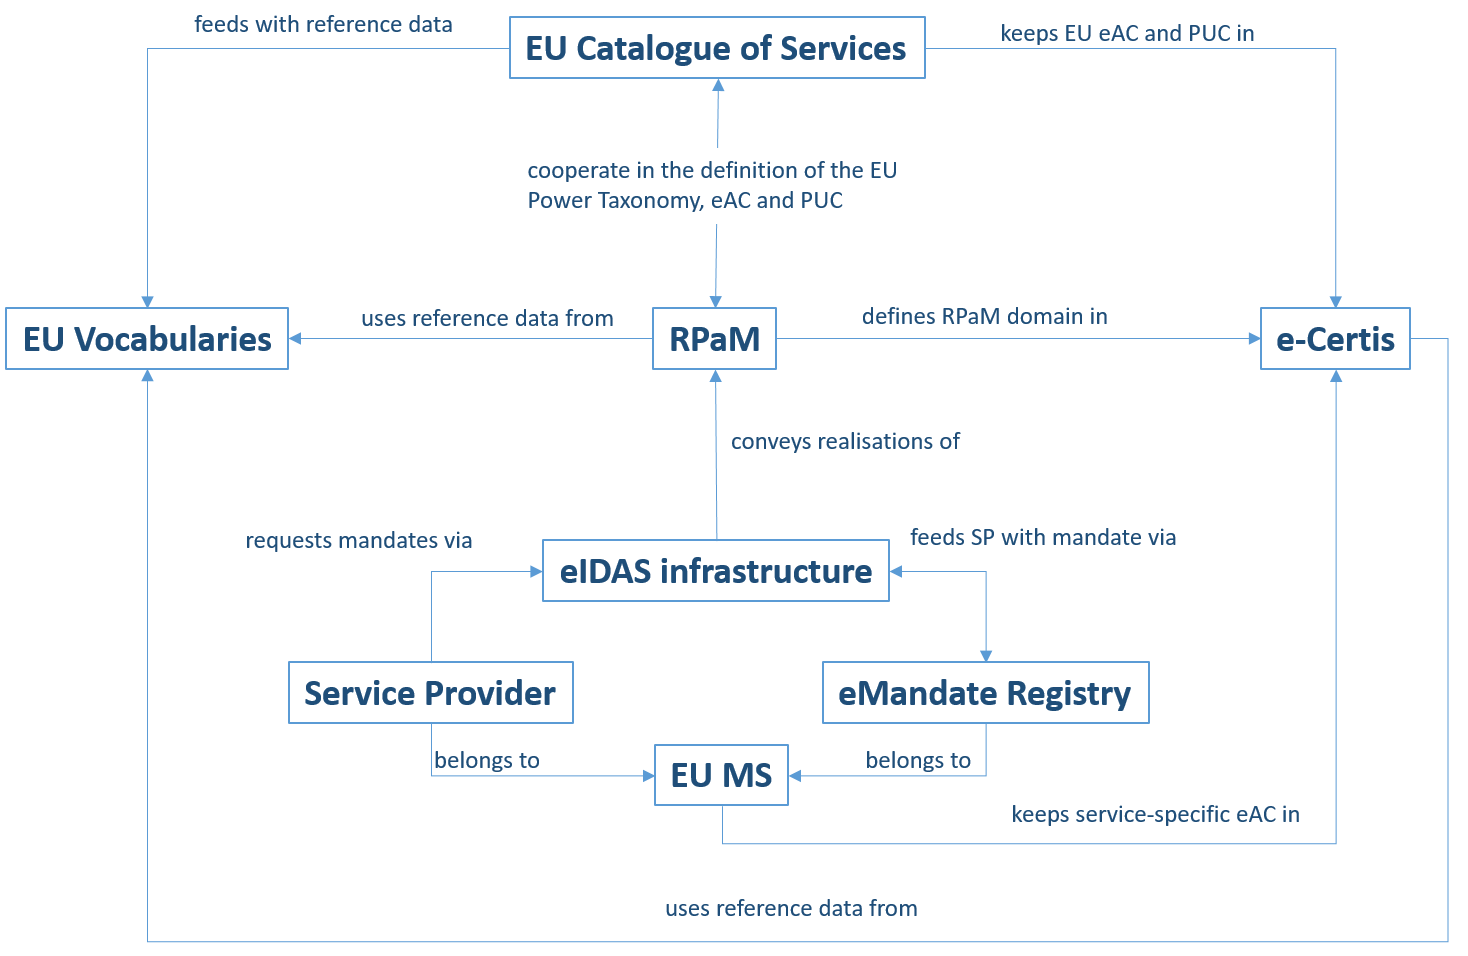 feeds with reference data
EU Catalogue of Services
keeps EU eAC and PUC in
cooperate in the definition of the EU
Power Taxonomy, eAC and PUC
EU Vocabularies
uses reference data from
RPaM
defines RPaM domain in
e-Certis
conveys realisations of
requests mandates via
eIDAS infrastructure
feeds SP with mandate via
Service Provider
eMandate Registry
belongs to
EU MS
belongs to
keeps service-specific eAC in
uses reference data from